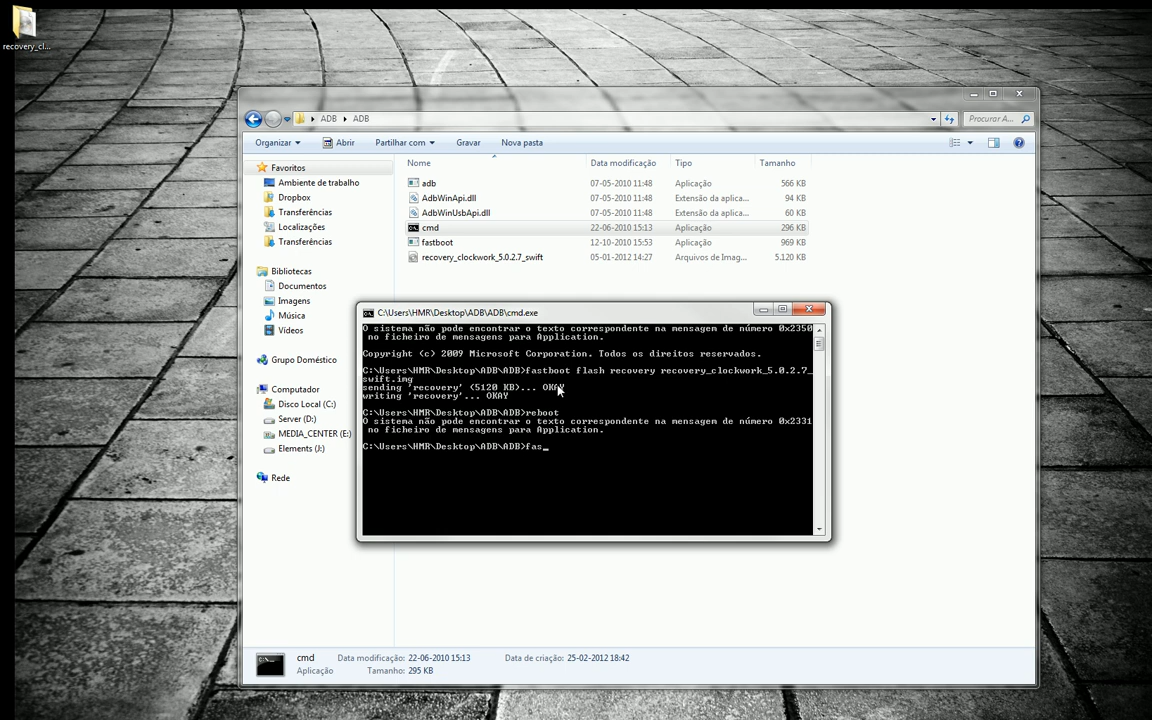 recovery_cl...
ADB ▸ ADB
Procurar A...
Organizar
Abrir
Partilhar com
Gravar
Nova pasta
Favoritos
Ambiente de trabalho
Dropbox
Transferências
Localizações
Transferências
Bibliotecas
Documentos
Imagens
Música
Vídeos
Grupo Doméstico
Computador
Disco Local (C:)
Server (D:)
MEDIA_CENTER (E:)
Elements (J:)
Rede
Nome Data modificação Tipo Tamanho
adb 07-05-2010 11:48 Aplicação 566 KB
AdbWinApi.dll 07-05-2010 11:48 Extensão da aplica... 94 KB
AdbWinUsbApi.dll 07-05-2010 11:48 Extensão da aplica... 60 KB
cmd 22-06-2010 15:13 Aplicação 296 KB
fastboot 12-10-2010 15:53 Aplicação 969 KB
recovery_clockwork_5.0.2.7_swift 05-01-2012 14:27 Arquivos de Imag... 5.120 KB
C:\Users\HMR\Desktop\ADB\ADB\cmd.exe
O sistema não pode encontrar o texto correspondente na mensagem de número 0x2350
no ficheiro de mensagens para Application.
Copyright (c) 2009 Microsoft Corporation. Todos os direitos reservados.
C:\Users\HMR\Desktop\ADB\ADB>fastboot flash recovery recovery_clockwork_5.0.2.7_
swift.img
sending 'recovery' (5120 KB)... OKAY
writing 'recovery'... OKAY
C:\Users\HMR\Desktop\ADB\ADB>reboot
O sistema não pode encontrar o texto correspondente na mensagem de número 0x2331
no ficheiro de mensagens para Application.
C:\Users\HMR\Desktop\ADB\ADB>fas_
cmd Data modificação: 22-06-2010 15:13 Data de criação: 25-02-2012 18:42
Aplicação Tamanho: 295 KB